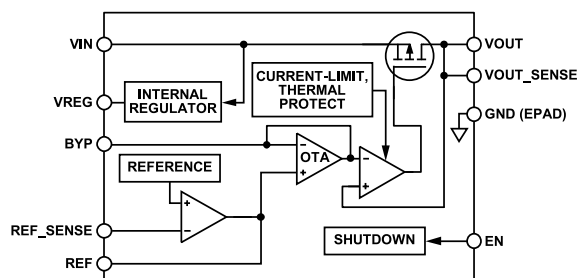 VIN
VOUT
VOUT_SENSE
CURRENT-LIMIT,
THERMAL
PROTECT
INTERNAL
REGULATOR
VREG
GND (EPAD)
BYP
OTA
REFERENCE
REF_SENSE
SHUTDOWN
EN
REF